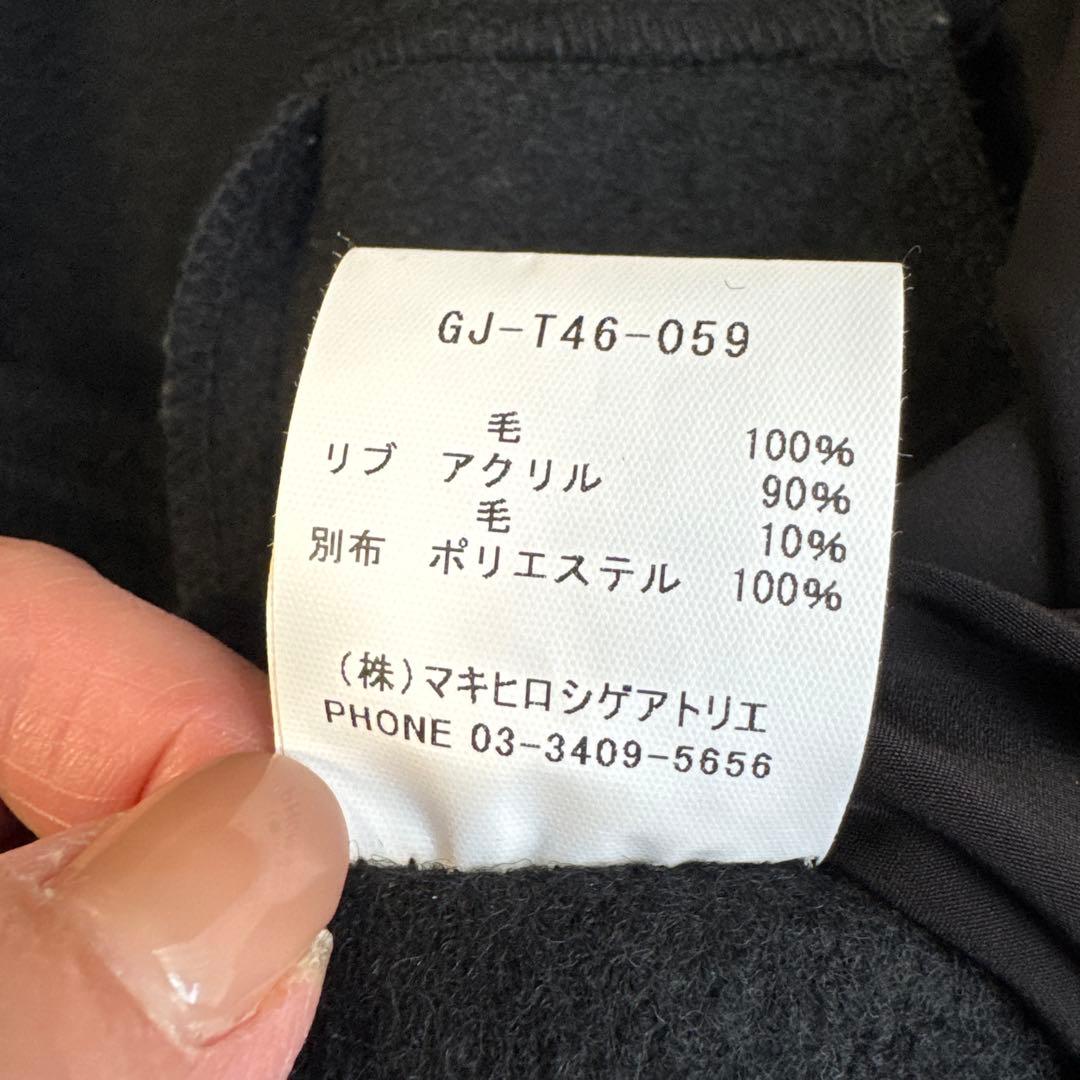 GJ-T46-059
毛 100%
リブ アクリル 90%
毛 10%
別布 ポリエステル 100%
(株)マキヒロシゲアトリエ
PHONE 03-3409-5656